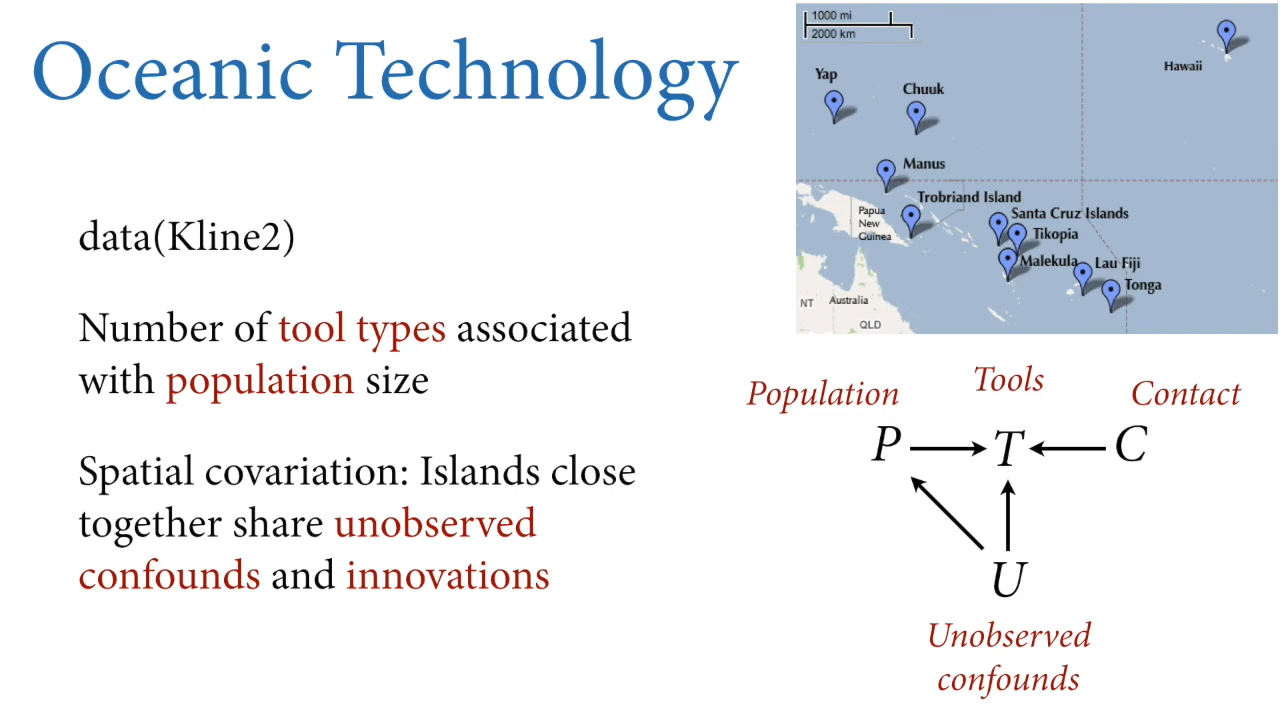 Oceanic Technology
data(Kline2)
Number of tool types associated
with population size
Spatial covariation: Islands close
together share unobserved
confounds and innovations
1000 mi
2000 km
Hawaii
Yap
Chuuk
Manus
Trobriand Island
Papua
New
Guinea
Santa Cruz Islands
Tikopia
Malekula
Lau Fiji
Tonga
NT
Australia
QLD
Population
Tools
Contact
P
T
C
U
Unobserved
confounds